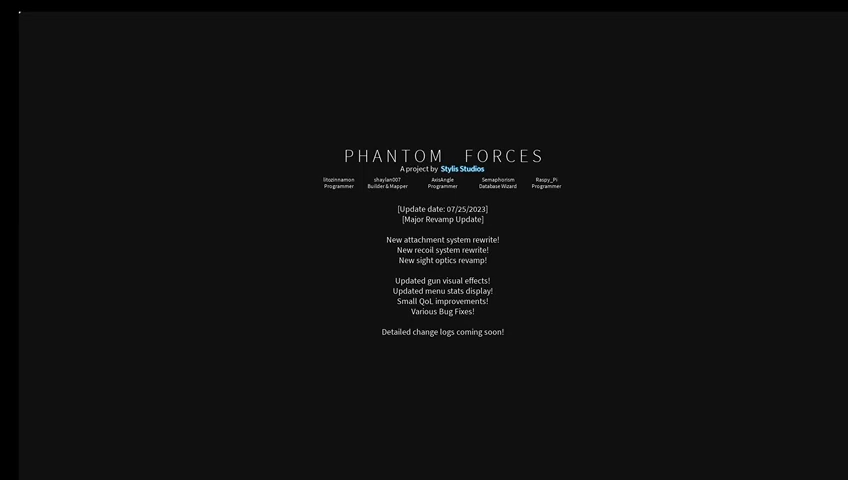 PHANTOM FORCES
A project by Stylis Studios
litozinnamon shaylan007 AxisAngle Semaphorism Raspy_Pi
Programmer Builder & Mapper Programmer Database Wizard Programmer
[Update date: 07/25/2023]
[Major Revamp Update]
New attachment system rewrite!
New recoil system rewrite!
New sight optics revamp!
Updated gun visual effects!
Updated menu stats display!
Small QoL improvements!
Various Bug Fixes!
Detailed change logs coming soon!